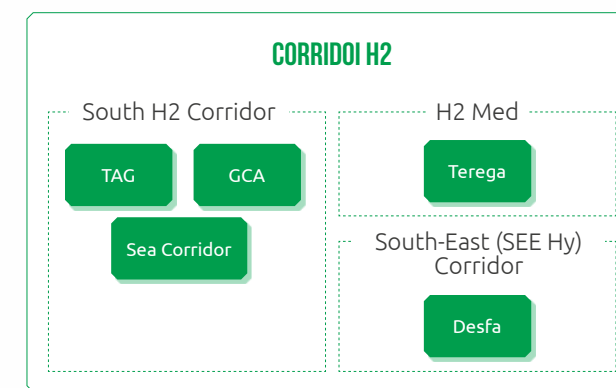 CORRIDOI H2
South H2 Corridor
TAG
GCA
Sea Corridor
H2 Med
Terega
South-East (SEE Hy)
Corridor
Desfa